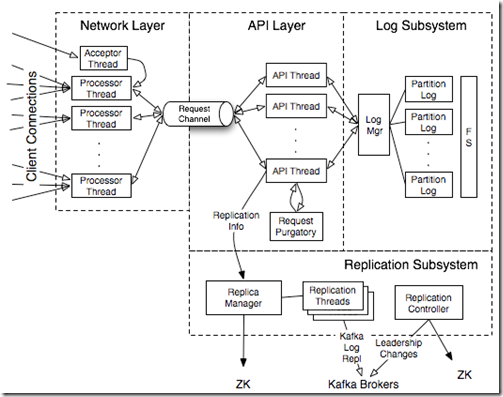 Network Layer
API Layer
Log Subsystem
Client Connections
Acceptor
Thread
Processor
Thread
Processor
Thread
Processor
Thread
Request
Channel
API Thread
API Thread
API Thread
Request
Purgatory
Log
Mgr
Partition
Log
Partition
Log
Partition
Log
F
S
Replication
Info
Replication Subsystem
Replica
Manager
Replication
Threads
Replication
Controller
Kafka
Log
Repl
Leadership
Changes
ZK
Kafka Brokers
ZK